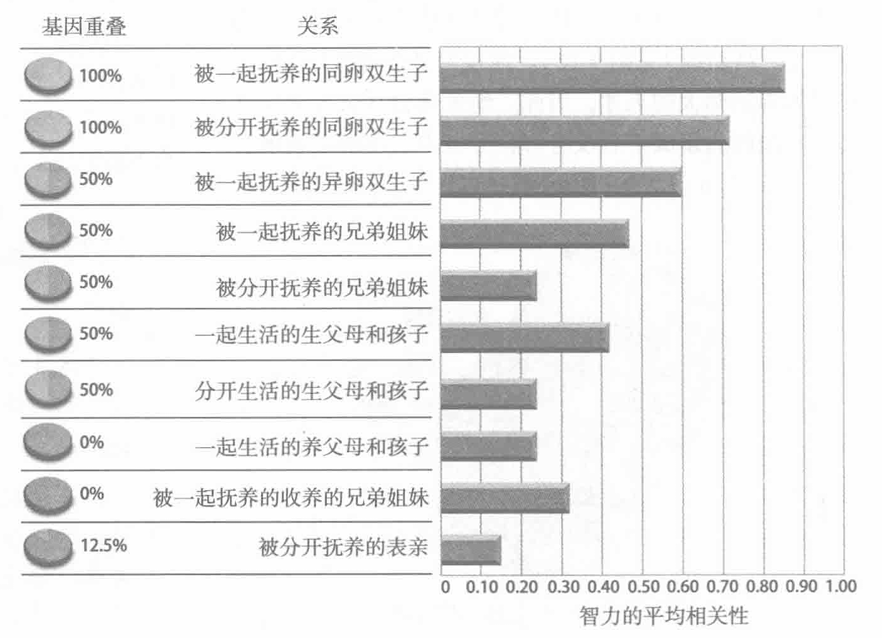 基因重叠 关系
100% 被一起抚养的同卵双生子
100% 被分开抚养的同卵双生子
50% 被一起抚养的异卵双生子
50% 被一起抚养的兄弟姐妹
50% 被分开抚养的兄弟姐妹
50% 一起生活的生父母和孩子
50% 分开生活的生父母和孩子
0% 一起生活的养父母和孩子
0% 被一起抚养的收养的兄弟姐妹
12.5% 被分开抚养的表亲
0 0.10 0.20 0.30 0.40 0.50 0.60 0.70 0.80 0.90 1.00
智力的平均相关性